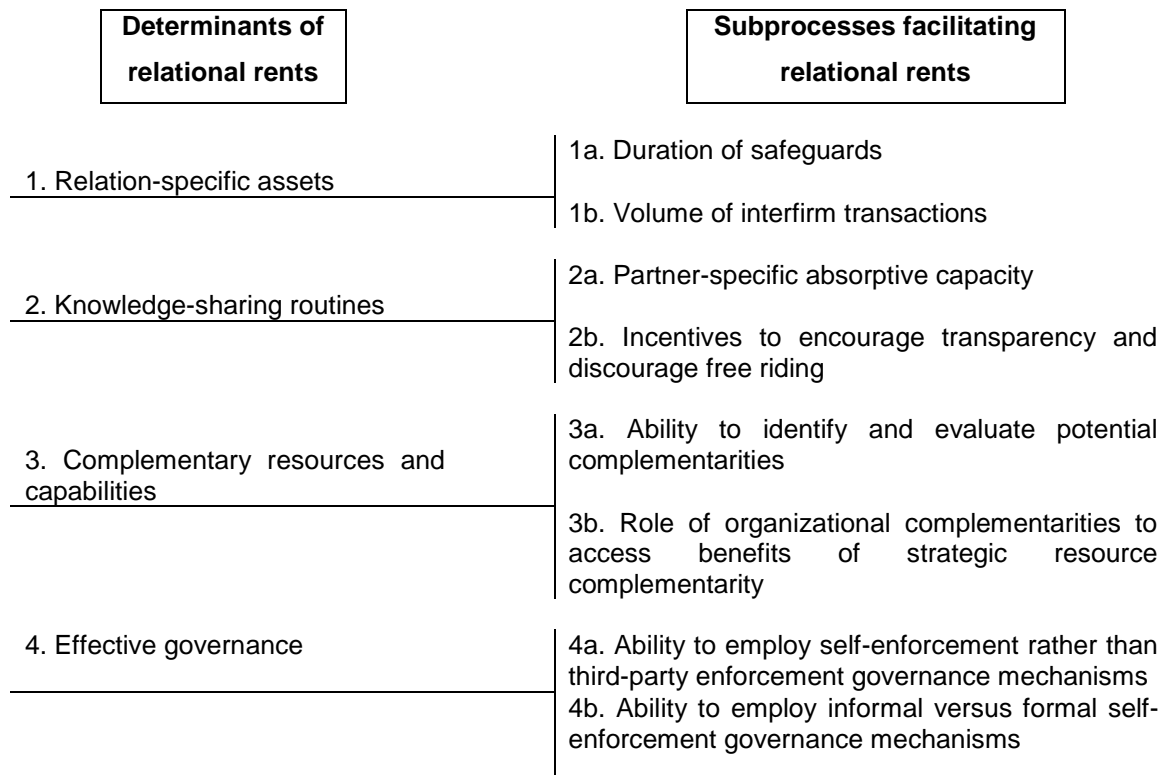 Determinants of
relational rents
Subprocesses facilitating
relational rents
1. Relation-specific assets
1a. Duration of safeguards
1b. Volume of interfirm transactions
2. Knowledge-sharing routines
2a. Partner-specific absorptive capacity
2b. Incentives to encourage transparency and
discourage free riding
3. Complementary resources and
capabilities
3a. Ability to identify and evaluate potential
complementarities
3b. Role of organizational complementarities to
access benefits of strategic resource
complementarity
4. Effective governance
4a. Ability to employ self-enforcement rather than
third-party enforcement governance mechanisms
4b. Ability to employ informal versus formal self-
enforcement governance mechanisms